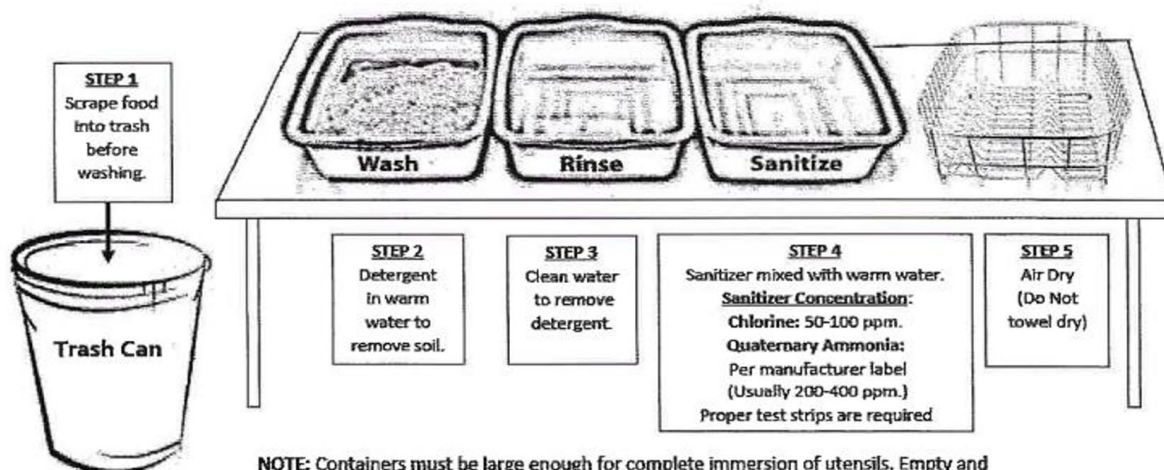 STEP 1
Scrape food
into trash
before
washing.
Trash Can
Wash
Rinse
Sanitize
STEP 2
Detergent
in warm
water to
remove soil.
STEP 3
Clean water
to remove
detergent.
STEP 4
Sanitizer mixed with warm water.
Sanitizer Concentration:
Chlorine: 50-100 ppm.
Quaternary Ammonia:
Per manufacturer label
(Usually 200-400 ppm.)
Proper test strips are required
STEP 5
Air Dry
(Do Not
towel dry)
NOTE: Containers must be large enough for complete immersion of utensils. Empty and